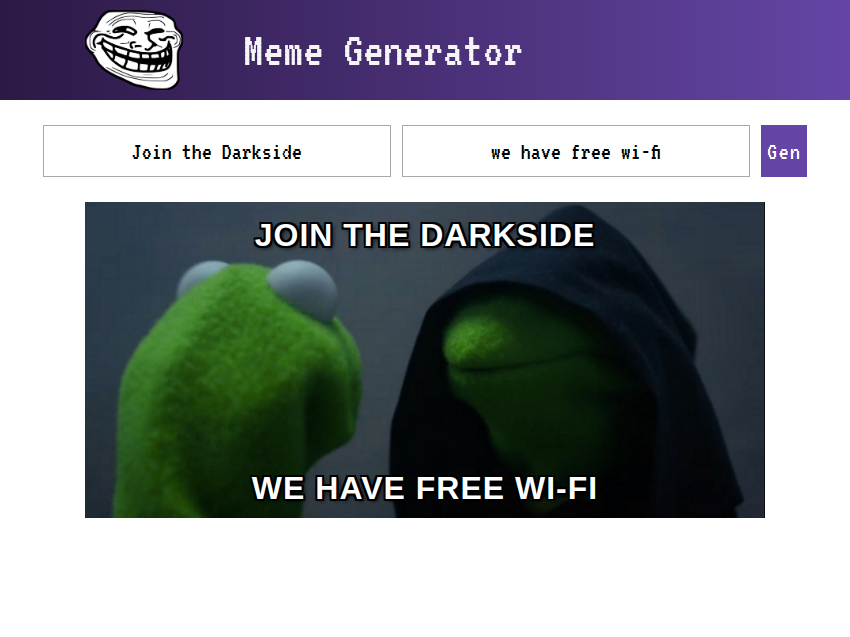 Meme Generator
Join the Darkside
we have free wi-fi
Gen
JOIN THE DARKSIDE
WE HAVE FREE WI-FI